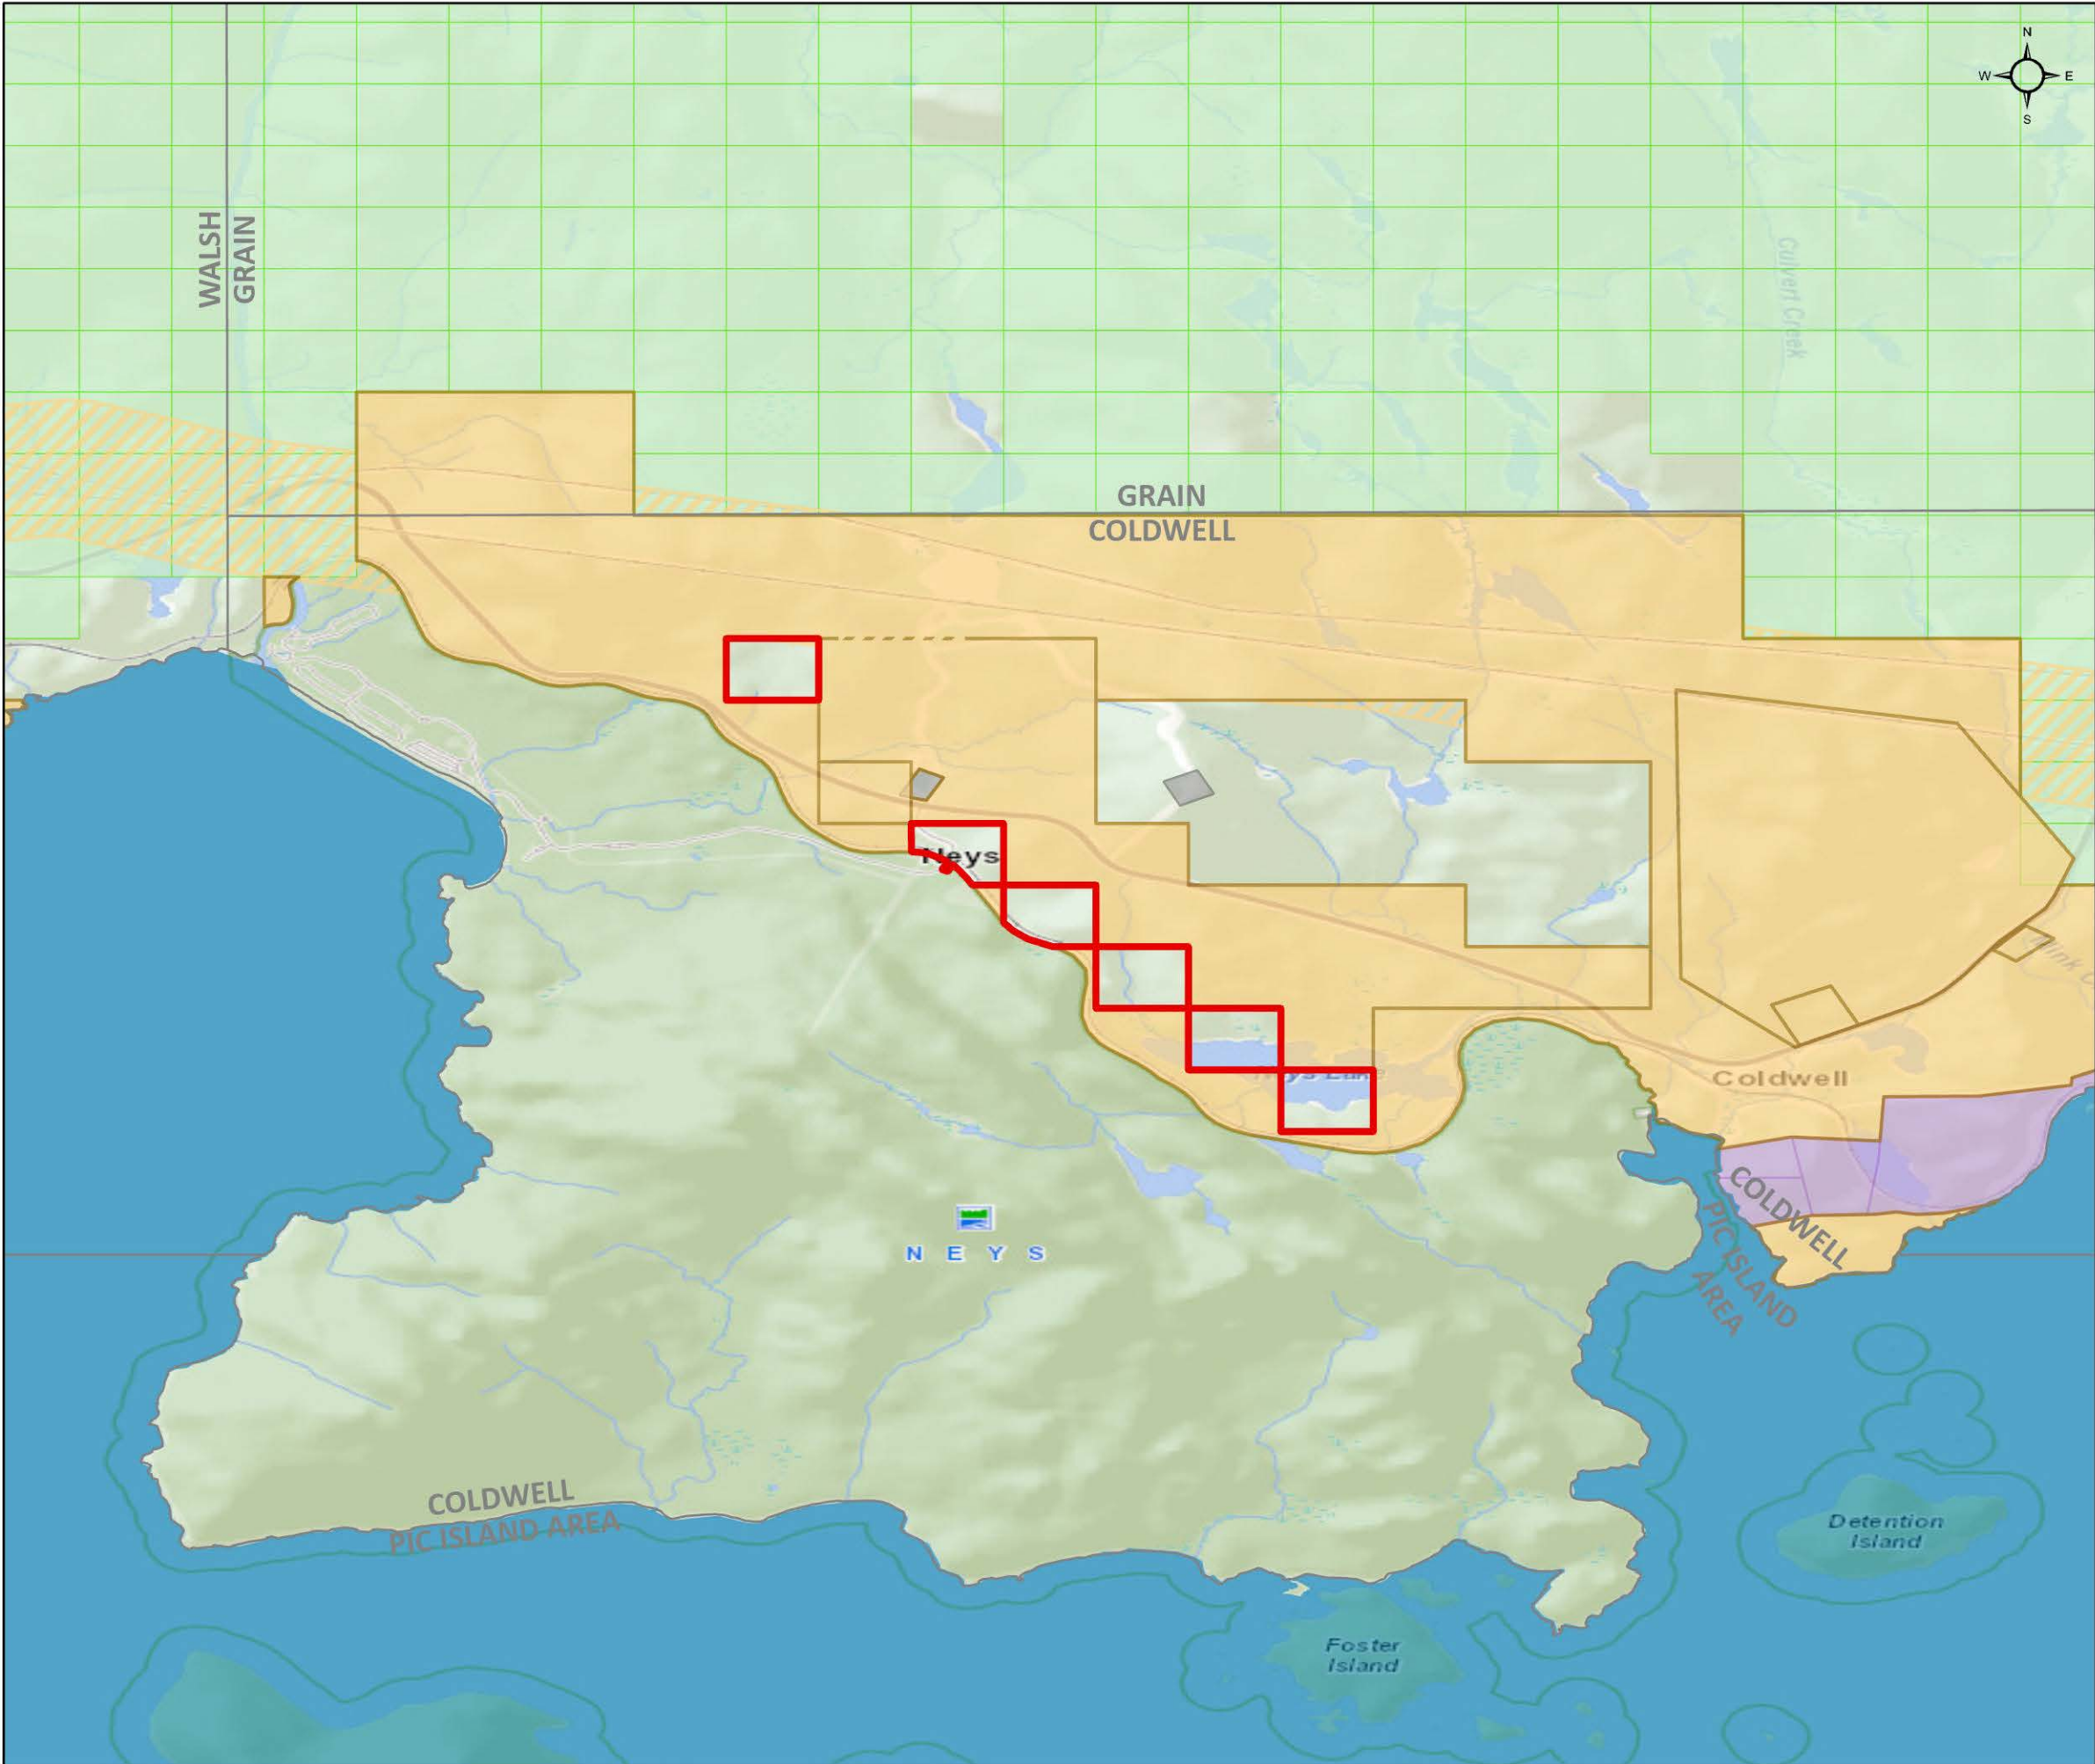 N
W E
S
WALSH
GRAIN
Culvert Creek
GRAIN
COLDWELL
Neys
Neys Lake
Coldwell
COLDWELL
PIC ISLAND
AREA
N E Y S
COLDWELL
PIC ISLAND AREA
Detention
Island
Foster
Island